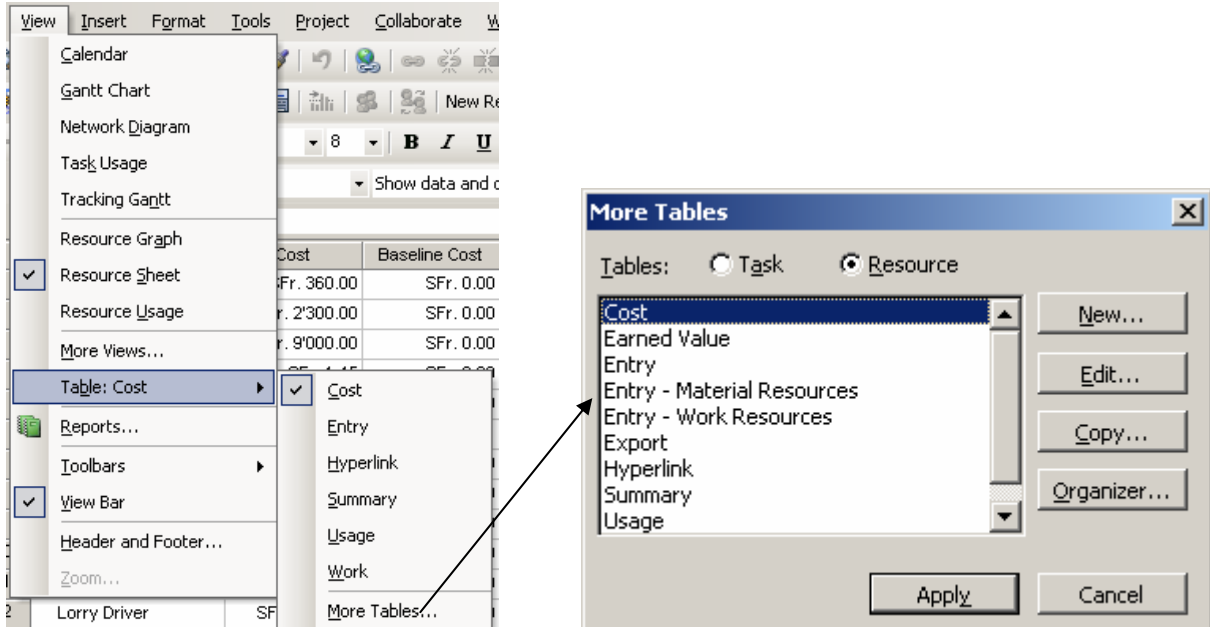 View Insert Format Tools Project Collaborate
Calendar
Gantt Chart
Network Diagram
Task Usage
Tracking Gantt
Resource Graph
Resource Sheet
Resource Usage
More Views...
Table: Cost
Reports...
Toolbars
View Bar
Header and Footer...
Zoom...
New
8 B I U
Show data and
Cost Baseline Cost
SFr. 360.00 SFr. 0.00
r. 2'300.00 SFr. 0.00
r. 9'000.00 SFr. 0.00
Cost
Entry
Hyperlink
Summary
Usage
Work
More Tables...
2 Lorry Driver SF
More Tables
Tables: Task Resource
Cost
Earned Value
Entry
Entry - Material Resources
Entry - Work Resources
Export
Hyperlink
Summary
Usage
New...
Edit...
Copy...
Organizer...
Apply Cancel